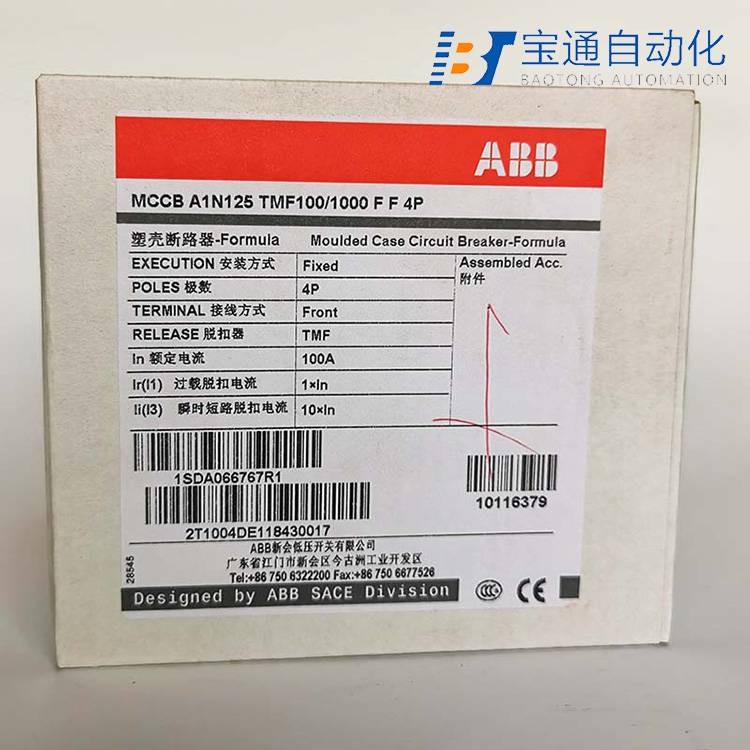 宝通自动化
BAOTONG AUTOMATION
ABB
MCCB A1N125 TMF100/1000 F F 4P
塑壳断路器-Formula Moulded Case Circuit Breaker-Formula
EXECUTION 安装方式 Fixed
Assembled Acc.
附件
POLES 极數 4P
TERMINAL 接线方式 Front
RELEASE 脱扣器 TMF
In 额定电流 100A
Ir(I1) 过载脱扣电流 1×In
Ii(I3) 瞬时短路脱扣电流 10×In
1SDA066767R1
10116379
2T1004DE118430017
ABB新会低压开关有限公司
广东省江门市新会区今古洲工业开发区
Tel:+86 750 6322200 Fax:+86 750 6677526
28545
Designed by ABB SACE Division
CCC CE